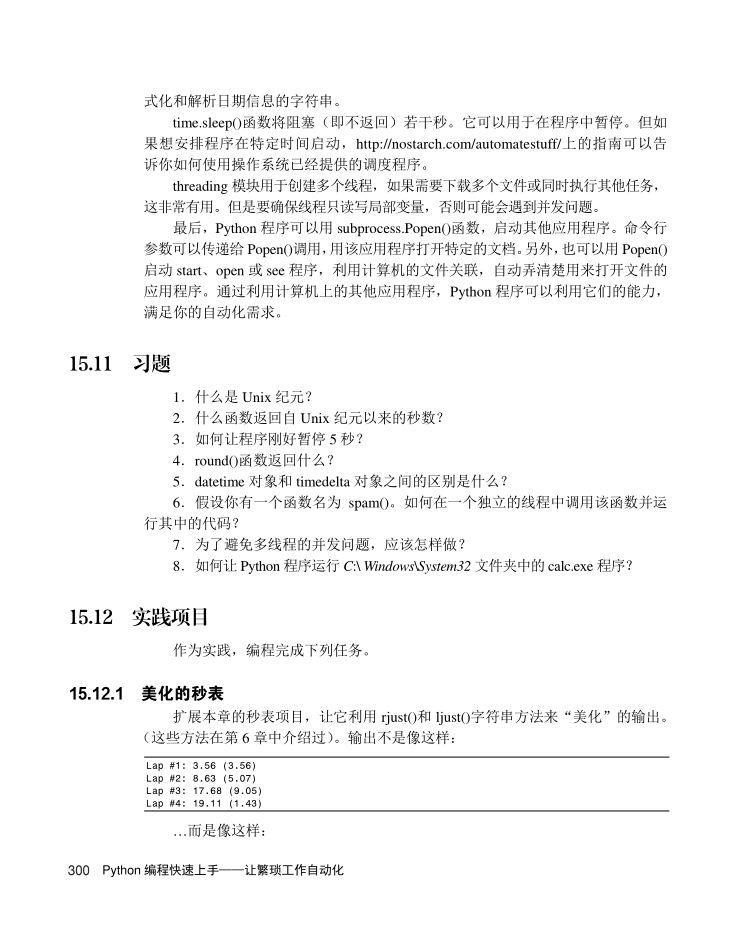 式化和解析日期信息的字符串。
time.sleep()函数将阻塞（即不返回）若干秒。它可以用于在程序中暂停。但如
果想安排程序在特定时间启动，http://nostarch.com/automatestuff/上的指南可以告
诉你如何使用操作系统已经提供的调度程序。
threading 模块用于创建多个线程，如果需要下载多个文件或同时执行其他任务，
这非常有用。但是要确保线程只读写局部变量，否则可能会遇到并发问题。
最后，Python 程序可以用 subprocess.Popen()函数，启动其他应用程序。命令行
参数可以传递给 Popen()调用，用该应用程序打开特定的文档。另外，也可以用 Popen()
启动 start、open 或 see 程序，利用计算机的文件关联，自动弄清楚用来打开文件的
应用程序。通过利用计算机上的其他应用程序，Python 程序可以利用它们的能力，
满足你的自动化需求。
15.11 习题
1．什么是 Unix 纪元？
2．什么函数返回自 Unix 纪元以来的秒数？
3．如何让程序刚好暂停 5 秒？
4．round()函数返回什么？
5．datetime 对象和 timedelta 对象之间的区别是什么？
6．假设你有一个函数名为 spam()。如何在一个独立的线程中调用该函数并运
行其中的代码？
7．为了避免多线程的并发问题，应该怎样做？
8．如何让 Python 程序运行 C:\ Windows\System32 文件夹中的 calc.exe 程序？
15.12 实践项目
作为实践，编程完成下列任务。
15.12.1 美化的秒表
扩展本章的秒表项目，让它利用 rjust()和 ljust()字符串方法来“美化”的输出。
（这些方法在第 6 章中介绍过）。输出不是像这样：
Lap #1: 3.56 (3.56)
Lap #2: 8.63 (5.07)
Lap #3: 17.68 (9.05)
Lap #4: 19.11 (1.43)
…而是像这样：
300 Python 编程快速上手——让繁琐工作自动化